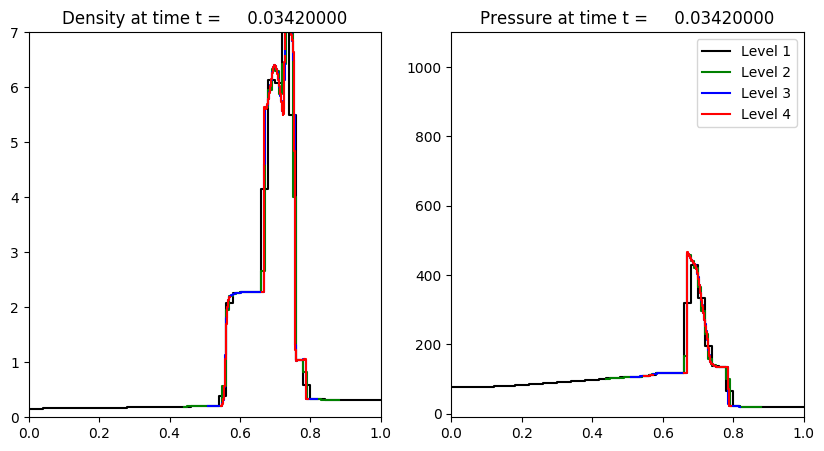 Density at time t = 0.03420000
7
6
5
4
3
2
1
0
0.0 0.2 0.4 0.6 0.8 1.0
Pressure at time t = 0.03420000
1000
800
600
400
200
0
0.0 0.2 0.4 0.6 0.8 1.0
Level 1
Level 2
Level 3
Level 4